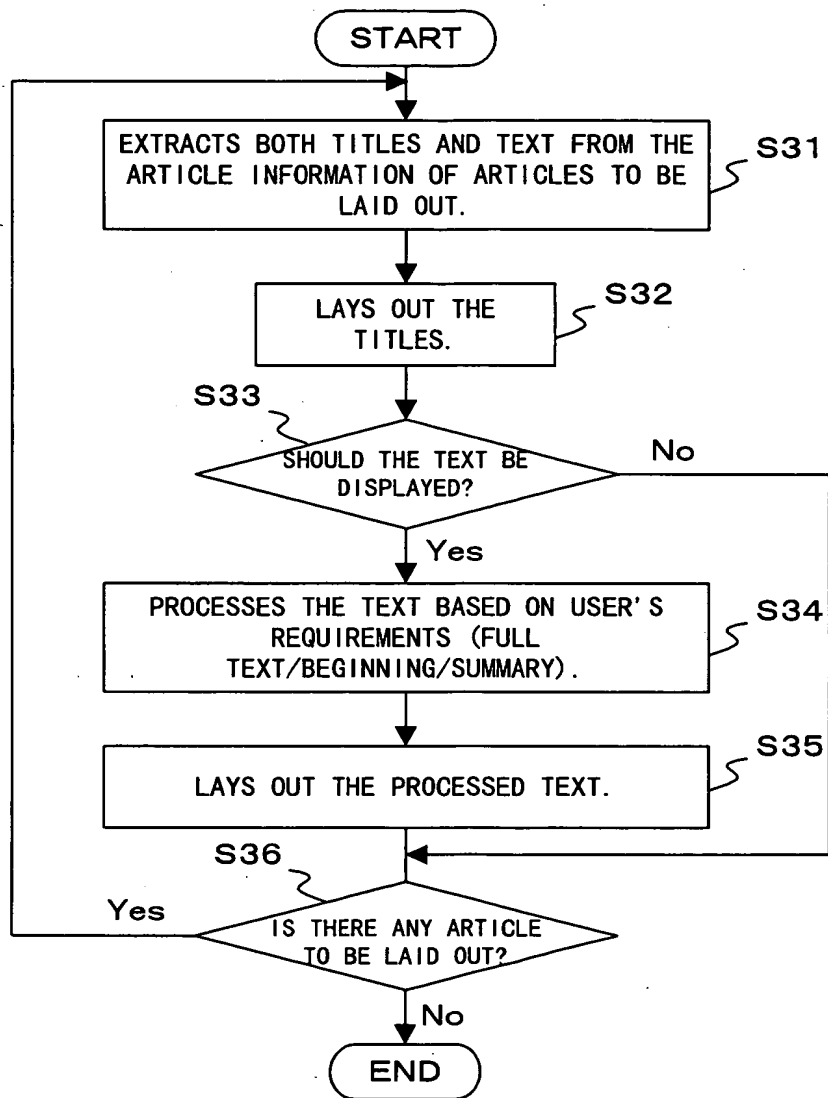 START
EXTRACTS BOTH TITLES AND TEXT FROM THE
ARTICLE INFORMATION OF ARTICLES TO BE
LAID OUT.
S31
LAYS OUT THE
TITLES.
S32
S33
SHOULD THE TEXT BE
DISPLAYED?
No
Yes
PROCESSES THE TEXT BASED ON USER'S
REQUIREMENTS (FULL
TEXT/BEGINNING/SUMMARY).
S34
LAYS OUT THE PROCESSED TEXT.
S35
S36
Yes
IS THERE ANY ARTICLE
TO BE LAID OUT?
No
END